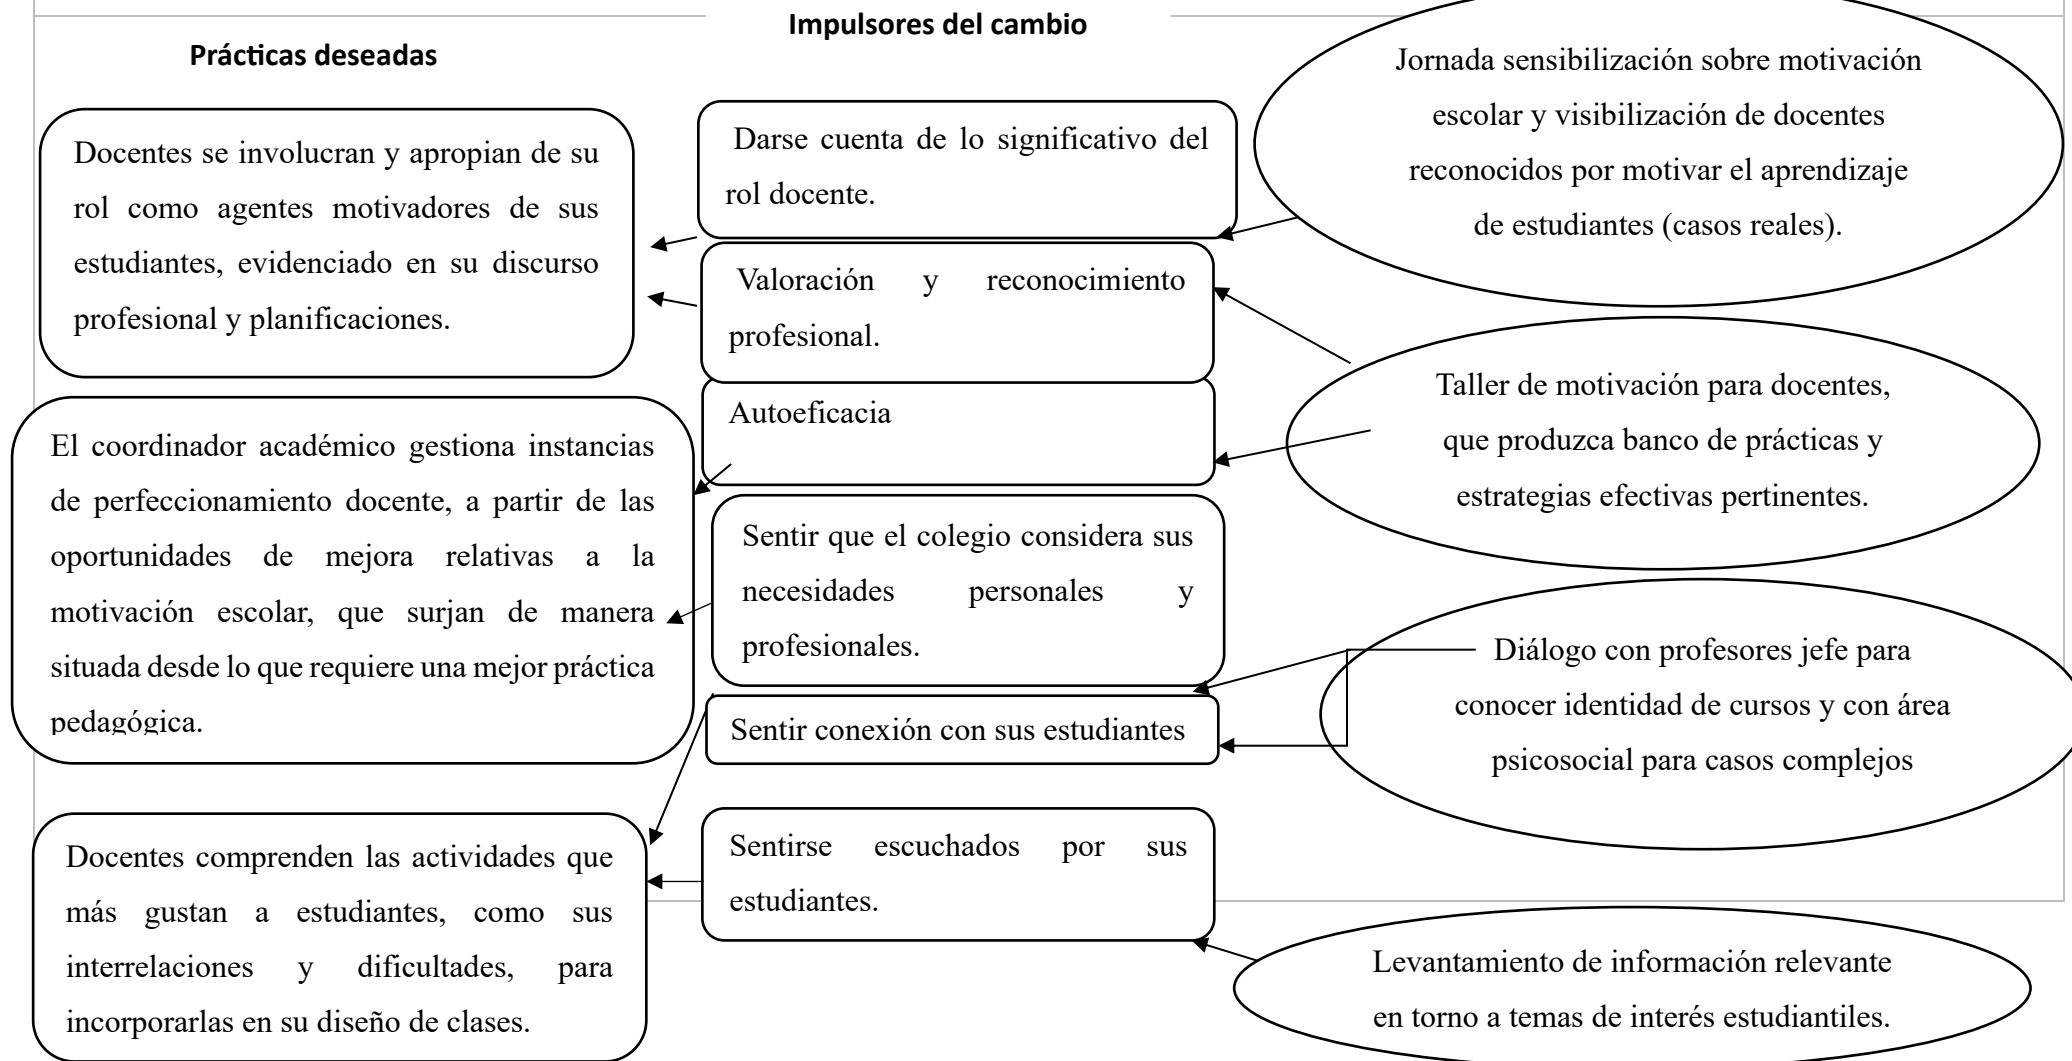 Impulsores del cambio
Prácticas deseadas
Docentes se involucran y apropian de su
rol como agentes motivadores de sus
estudiantes, evidenciado en su discurso
profesional y planificaciones.
El coordinador académico gestiona instancias
de perfeccionamiento docente, a partir de las
oportunidades de mejora relativas a la
motivación escolar, que surjan de manera
situada desde lo que requiere una mejor práctica
pedagógica.
Docentes comprenden las actividades que
más gustan a estudiantes, como sus
interrelaciones y dificultades, para
incorporarlas en su diseño de clases.
Darse cuenta de lo significativo del
rol docente.
Valoración y reconocimiento
profesional.
Autoeficacia
Sentir que el colegio considera sus
necesidades personales y
profesionales.
Sentir conexión con sus estudiantes
Sentirse escuchados por sus
estudiantes.
Jornada sensibilización sobre motivación
escolar y visibilización de docentes
reconocidos por motivar el aprendizaje
de estudiantes (casos reales).
Taller de motivación para docentes,
que produzca banco de prácticas y
estrategias efectivas pertinentes.
Diálogo con profesores jefe para
conocer identidad de cursos y con área
psicosocial para casos complejos
Levantamiento de información relevante
en torno a temas de interés estudiantiles.